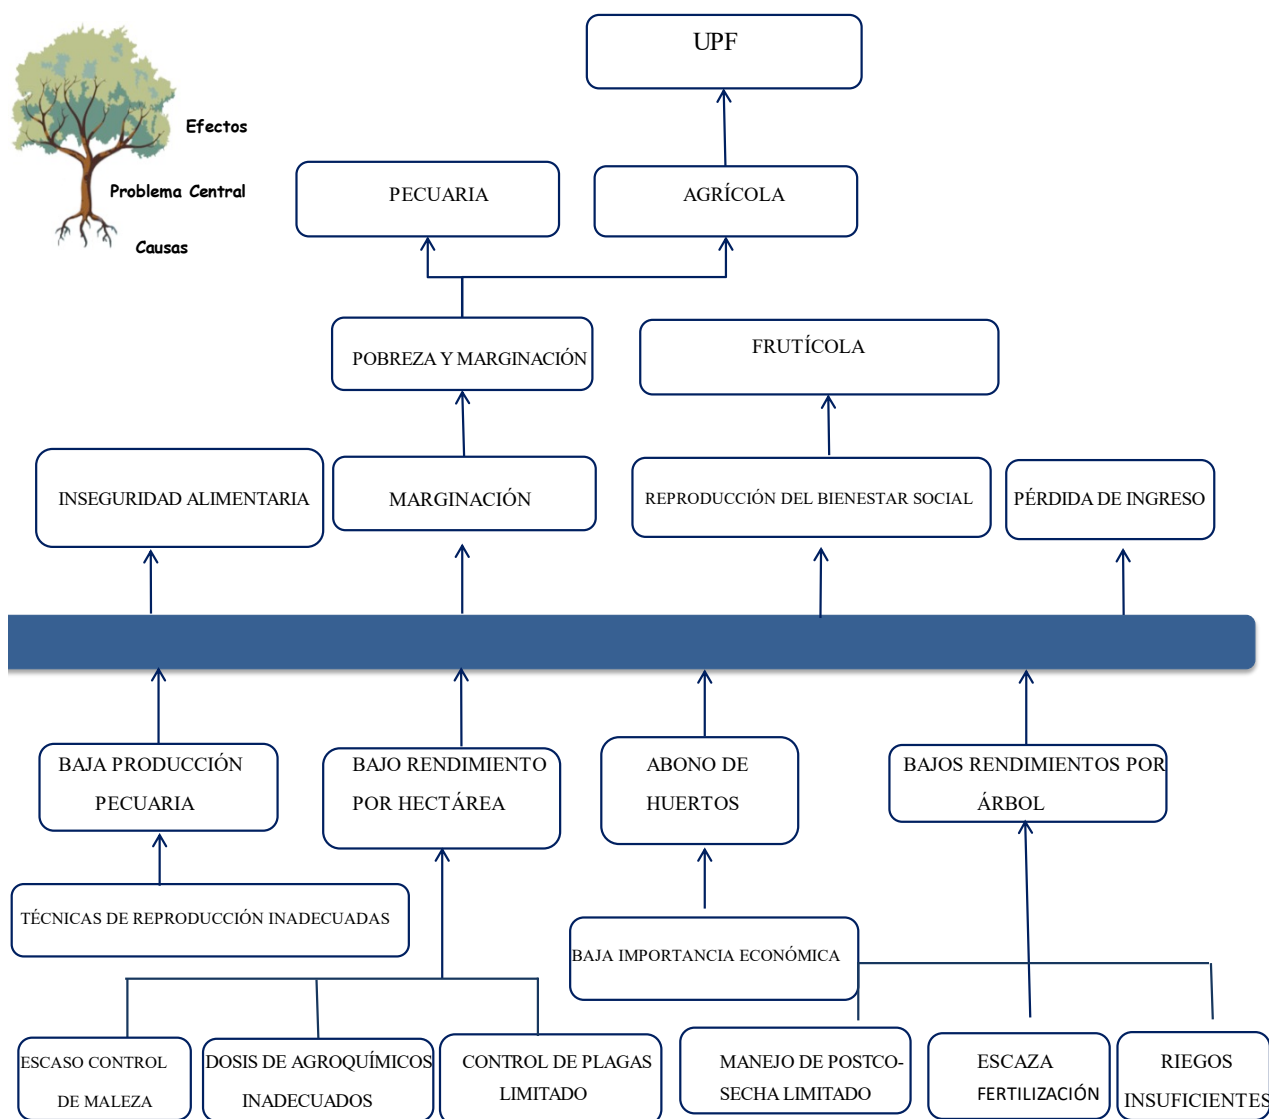 UPF
Efectos
Problema Central
Causas
PECUARIA
AGRÍCOLA
POBREZA Y MARGINACIÓN
FRUTÍCOLA
INSEGURIDAD ALIMENTARIA
MARGINACIÓN
REPRODUCCIÓN DEL BIENESTAR SOCIAL
PÉRDIDA DE INGRESO
BAJA PRODUCCIÓN
PECUARIA
BAJO RENDIMIENTO
POR HECTÁREA
ABONO DE
HUERTOS
BAJOS RENDIMIENTOS POR
ÁRBOL
TÉCNICAS DE REPRODUCCIÓN INADECUADAS
BAJA IMPORTANCIA ECONÓMICA
ESCASO CONTROL
DE MALEZA
DOSIS DE AGROQUÍMICOS
INADECUADOS
CONTROL DE PLAGAS
LIMITADO
MANEJO DE POSTCO-
SECHA LIMITADO
ESCAZA
FERTILIZACIÓN
RIEGOS
INSUFICIENTES